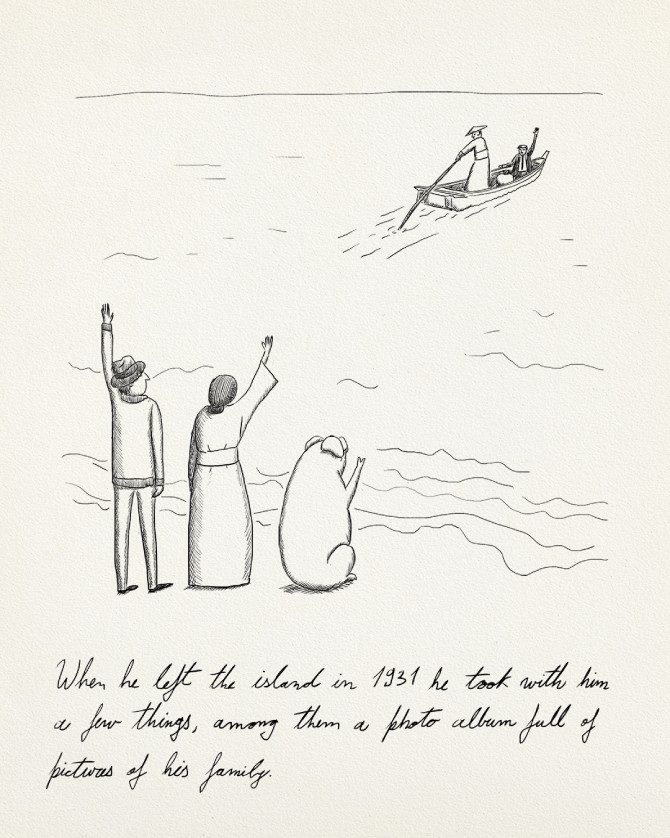 When he left the island in 1931 he took with him
a few things, among them a photo album full of
pictures of his family.